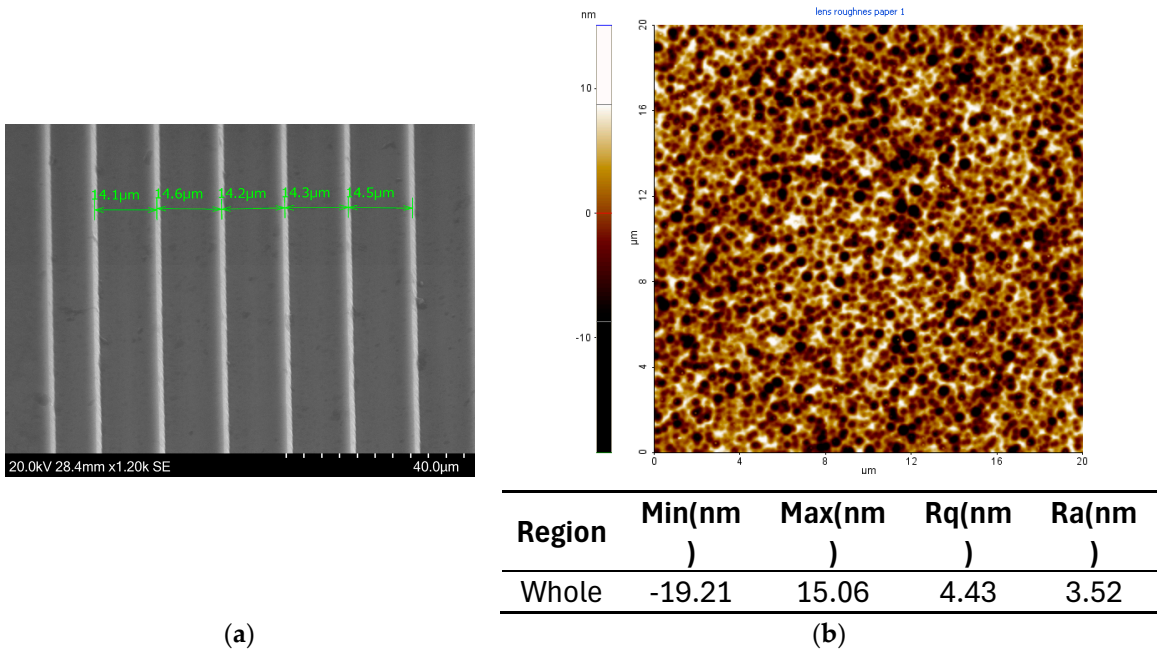 14.1µm 14.6µm 14.2µm 14.3µm 14.5µm
20.0kV 28.4mm x1.20k SE 40.0µm
(a)
lens roughnes paper 1
nm
10
0
-10
20
16
12
8
4
0
µm
0 4 8 12 16 20
µm
Region Min(nm) Max(nm) Rq(nm) Ra(nm)
Whole -19.21 15.06 4.43 3.52
(b)